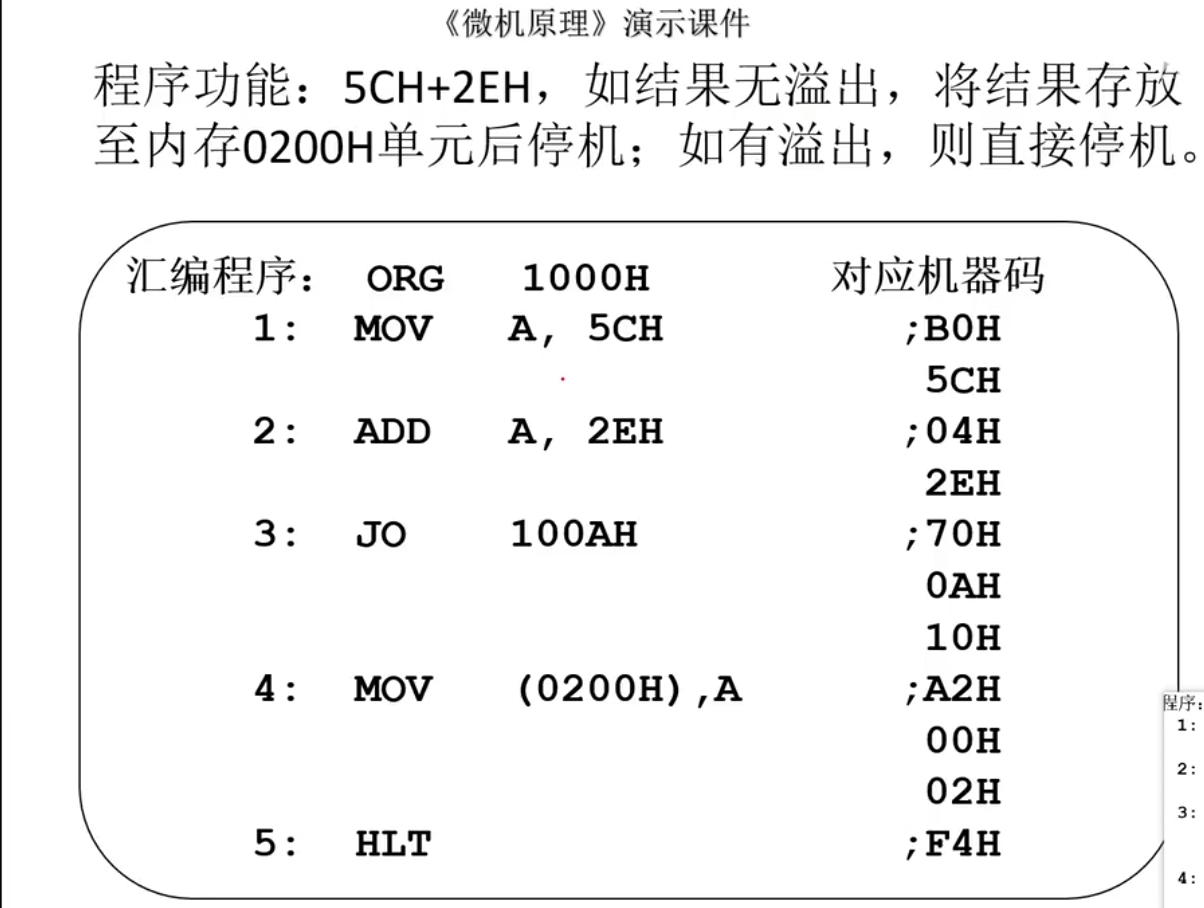 《微机原理》演示课件
程序功能：5CH+2EH，如结果无溢出，将结果存放
至内存0200H单元后停机；如有溢出，则直接停机。
汇编程序： ORG 1000H 对应机器码
1: MOV A, 5CH ;B0H
5CH
2: ADD A, 2EH ;04H
2EH
3: JO 100AH ;70H
0AH
10H
4: MOV (0200H),A ;A2H
00H
02H
5: HLT ;F4H
程序：
1:
2:
3:
4: